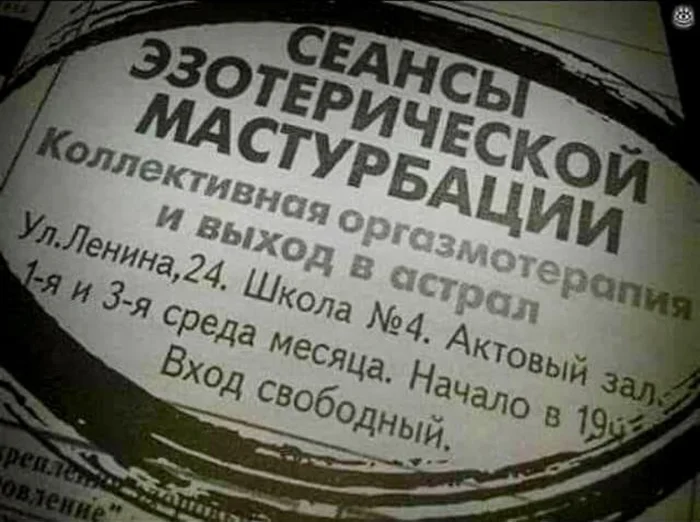 СЕАНСЫ
ЭЗОТЕРИЧЕСКОЙ
МАСТУРБАЦИИ
Коллективная оргазмотерапия
и выход в астрал
Ул.Ленина,24. Школа №4. Актовый зал.
1-я и 3-я среда месяца. Начало в 19
Вход свободный.